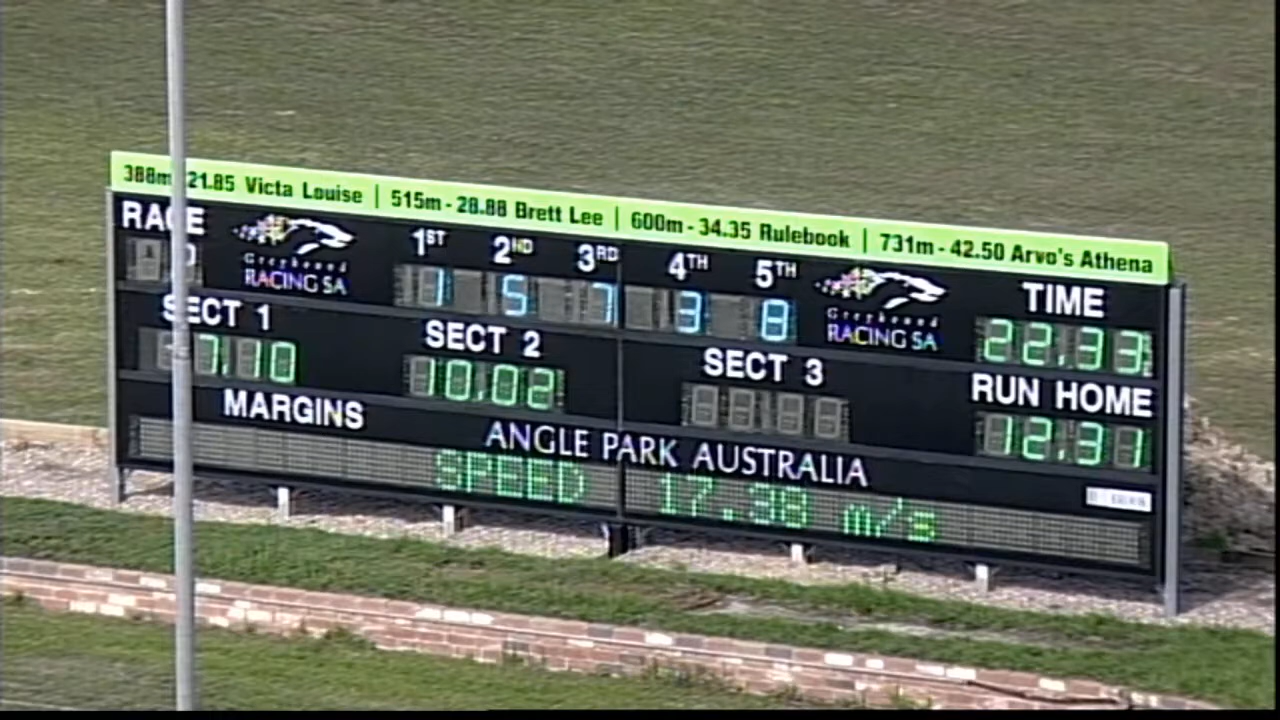 388m - 21.85 Victa Louise | 515m - 28.88 Brett Lee | 600m - 34.35 Rulebook | 731m - 42.50 Arvo's Athena
RACE
Greyhound
RACING SA
1ST 2ND 3RD 4TH 5TH
1 5 7 3 8
Greyhound
RACING SA
TIME
22.33
SECT 1
7.10
SECT 2
10.02
SECT 3
RUN HOME
12.31
MARGINS
ANGLE PARK AUSTRALIA
SPEED 17.38 m/s